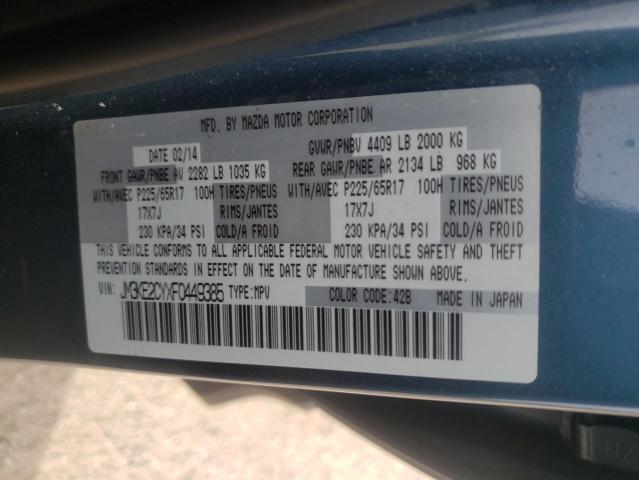 MFD. BY MAZDA MOTOR CORPORATION
DATE 02/14 GVWR/PNBV 4409 LB 2000 KG
FRONT GAWR/PNBE AV 2282 LB 1035 KG REAR GAWR/PNBE AR 2134 LB 968 KG
WITH/AVEC P225/65R17 100H TIRES/PNEUS WITH/AVEC P225/65R17 100H TIRES/PNEUS
17X7J RIMS/JANTES 17X7J RIMS/JANTES
230 KPA/34 PSI COLD/A FROID 230 KPA/34 PSI COLD/A FROID
THIS VEHICLE CONFORMS TO ALL APPLICABLE FEDERAL MOTOR VEHICLE SAFETY AND THEFT
PREVENTION STANDARDS IN EFFECT ON THE DATE OF MANUFACTURE SHOWN ABOVE.
VIN: JM3KE2CYXF0449385 TYPE:MPV COLOR CODE:42B MADE IN JAPAN